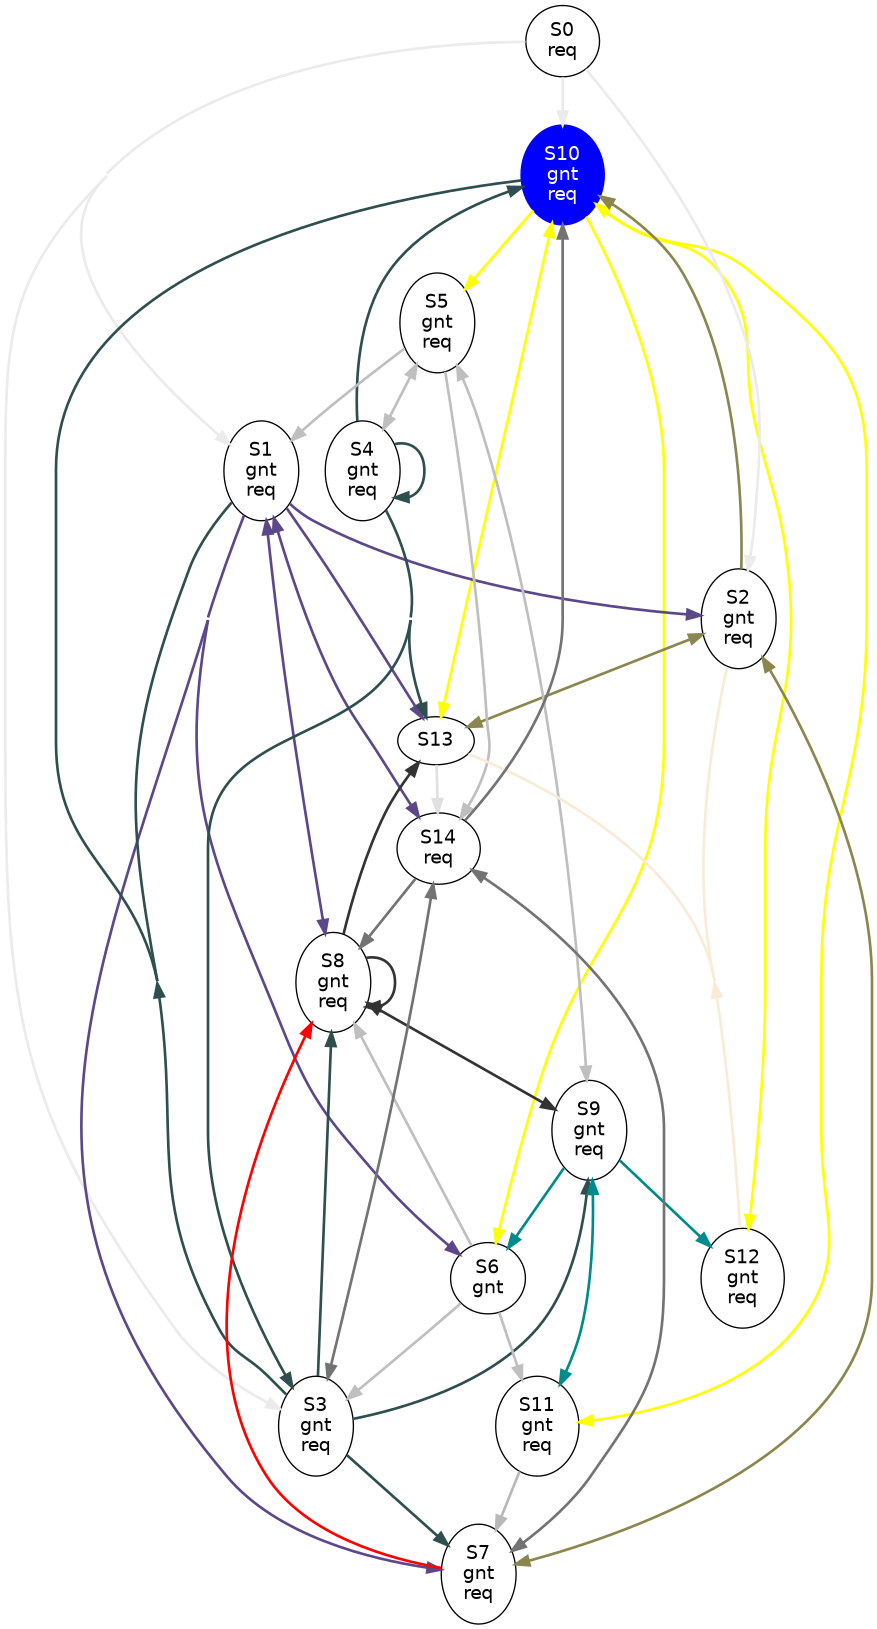 S0
req
S10
gnt
req
S5
gnt
req
S1
gnt
req
S4
gnt
req
S2
gnt
req
S13
S14
req
S8
gnt
req
S9
gnt
req
S6
gnt
S12
gnt
req
S3
gnt
req
S11
gnt
req
S7
gnt
req